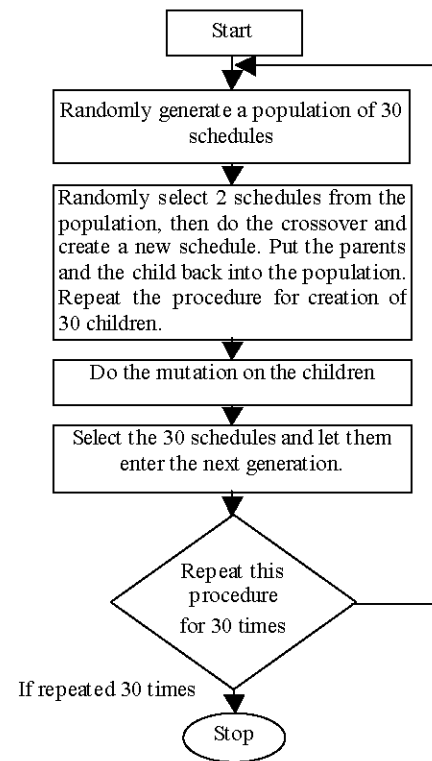 Start
Randomly generate a population of 30
schedules
Randomly select 2 schedules from the
population, then do the crossover and
create a new schedule. Put the parents
and the child back into the population.
Repeat the procedure for creation of
30 children.
Do the mutation on the children
Select the 30 schedules and let them
enter the next generation.
Repeat this
procedure
for 30 times
If repeated 30 times
Stop